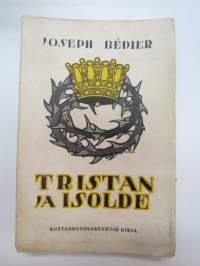 JOSEPH BÉDIER
TRISTAN
JA ISOLDE
KUSTANNUSOSAKEYHTIÖ KIRJA